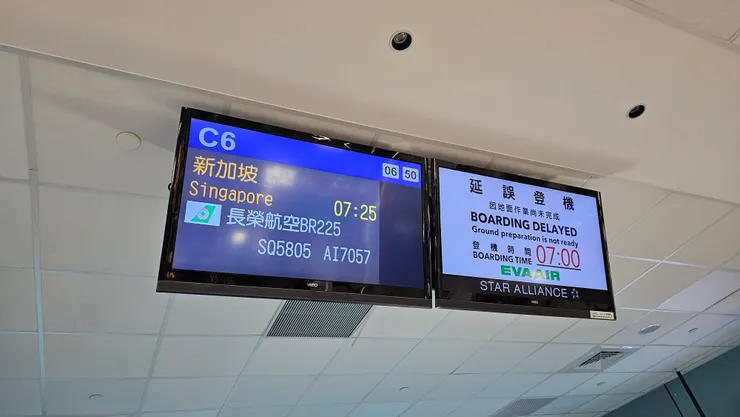 C6
06 50
新加坡
Singapore
07:25
長榮航空BR225
SQ5805 AI7057
延誤登機
因地面作業尚未完成
BOARDING DELAYED
Ground preparation is not ready
登機時間
BOARDING TIME
07:00
EVA AIR
STAR ALLIANCE